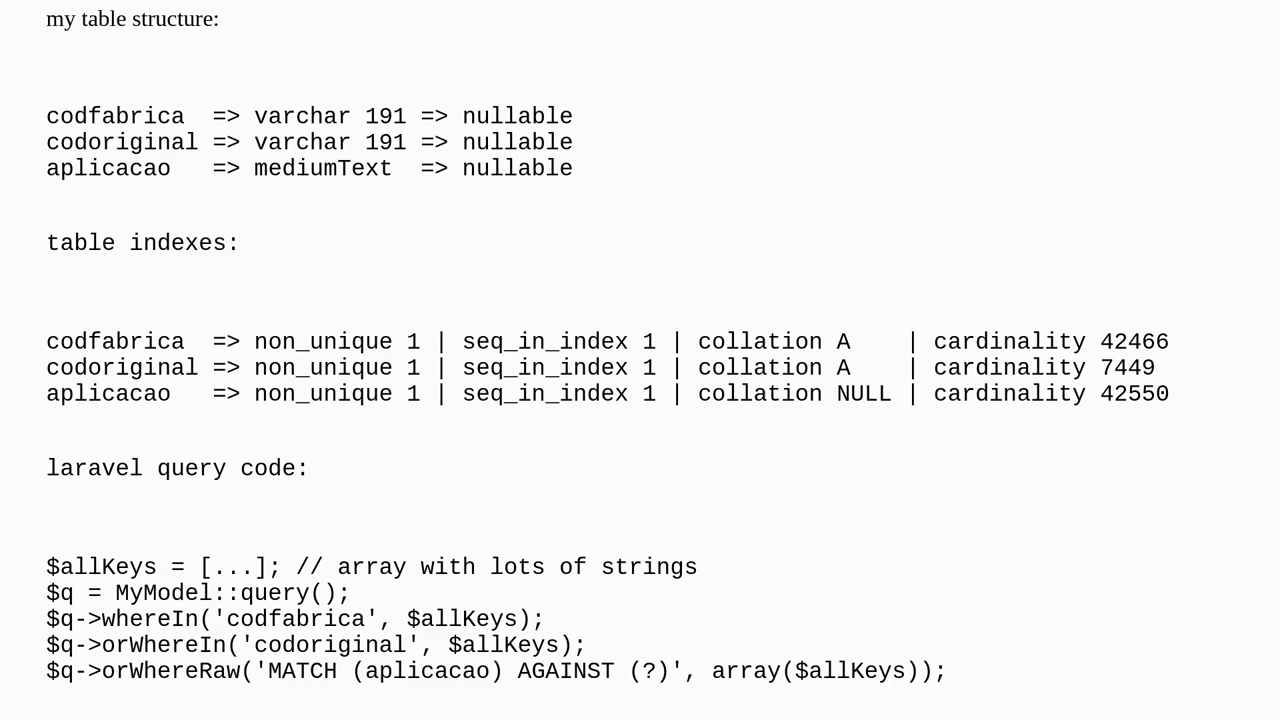 my table structure:
codfabrica  => varchar 191 => nullable
codoriginal => varchar 191 => nullable
aplicacao   => mediumText  => nullable
table indexes:
codfabrica  => non_unique 1 | seq_in_index 1 | collation A    | cardinality 42466
codoriginal => non_unique 1 | seq_in_index 1 | collation A    | cardinality 7449
aplicacao   => non_unique 1 | seq_in_index 1 | collation NULL | cardinality 42550
laravel query code:
$allKeys = [...]; // array with lots of strings
$q = MyModel::query();
$q->whereIn('codfabrica', $allKeys);
$q->orWhereIn('codoriginal', $allKeys);
$q->orWhereRaw('MATCH (aplicacao) AGAINST (?)', array($allKeys));